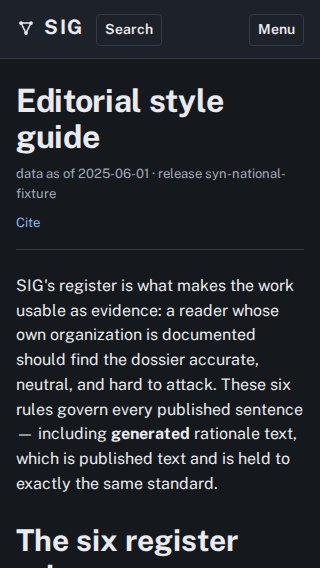 SIG Search Menu
Editorial style
guide
data as of 2025-06-01 · release syn-national-
fixture
Cite
SIG's register is what makes the work
usable as evidence: a reader whose
own organization is documented
should find the dossier accurate,
neutral, and hard to attack. These six
rules govern every published sentence
— including generated rationale text,
which is published text and is held to
exactly the same standard.
The six register